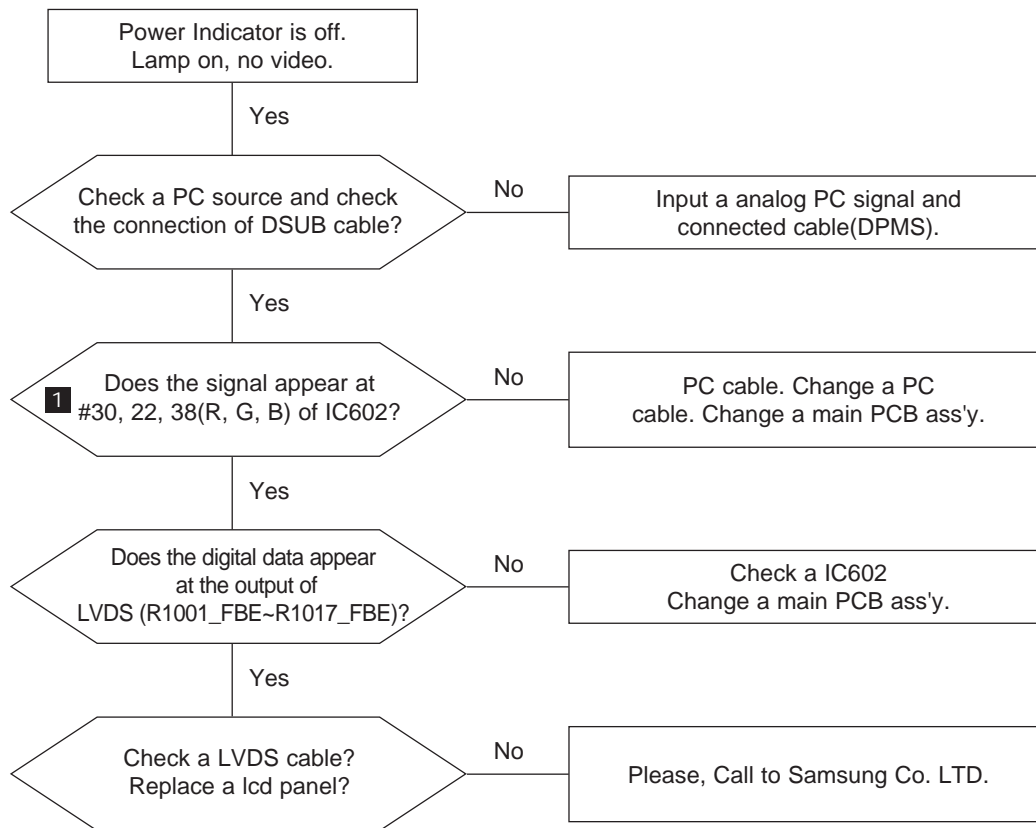 Power Indicator is off.
Lamp on, no video.
Yes
Check a PC source and check
the connection of DSUB cable?
No
Input a analog PC signal and
connected cable(DPMS).
Yes
1
Does the signal appear at
#30, 22, 38(R, G, B) of IC602?
No
PC cable. Change a PC
cable. Change a main PCB ass'y.
Yes
Does the digital data appear
at the output of
LVDS (R1001_FBE~R1017_FBE)?
No
Check a IC602
Change a main PCB ass'y.
Yes
Check a LVDS cable?
Replace a lcd panel?
No
Please, Call to Samsung Co. LTD.